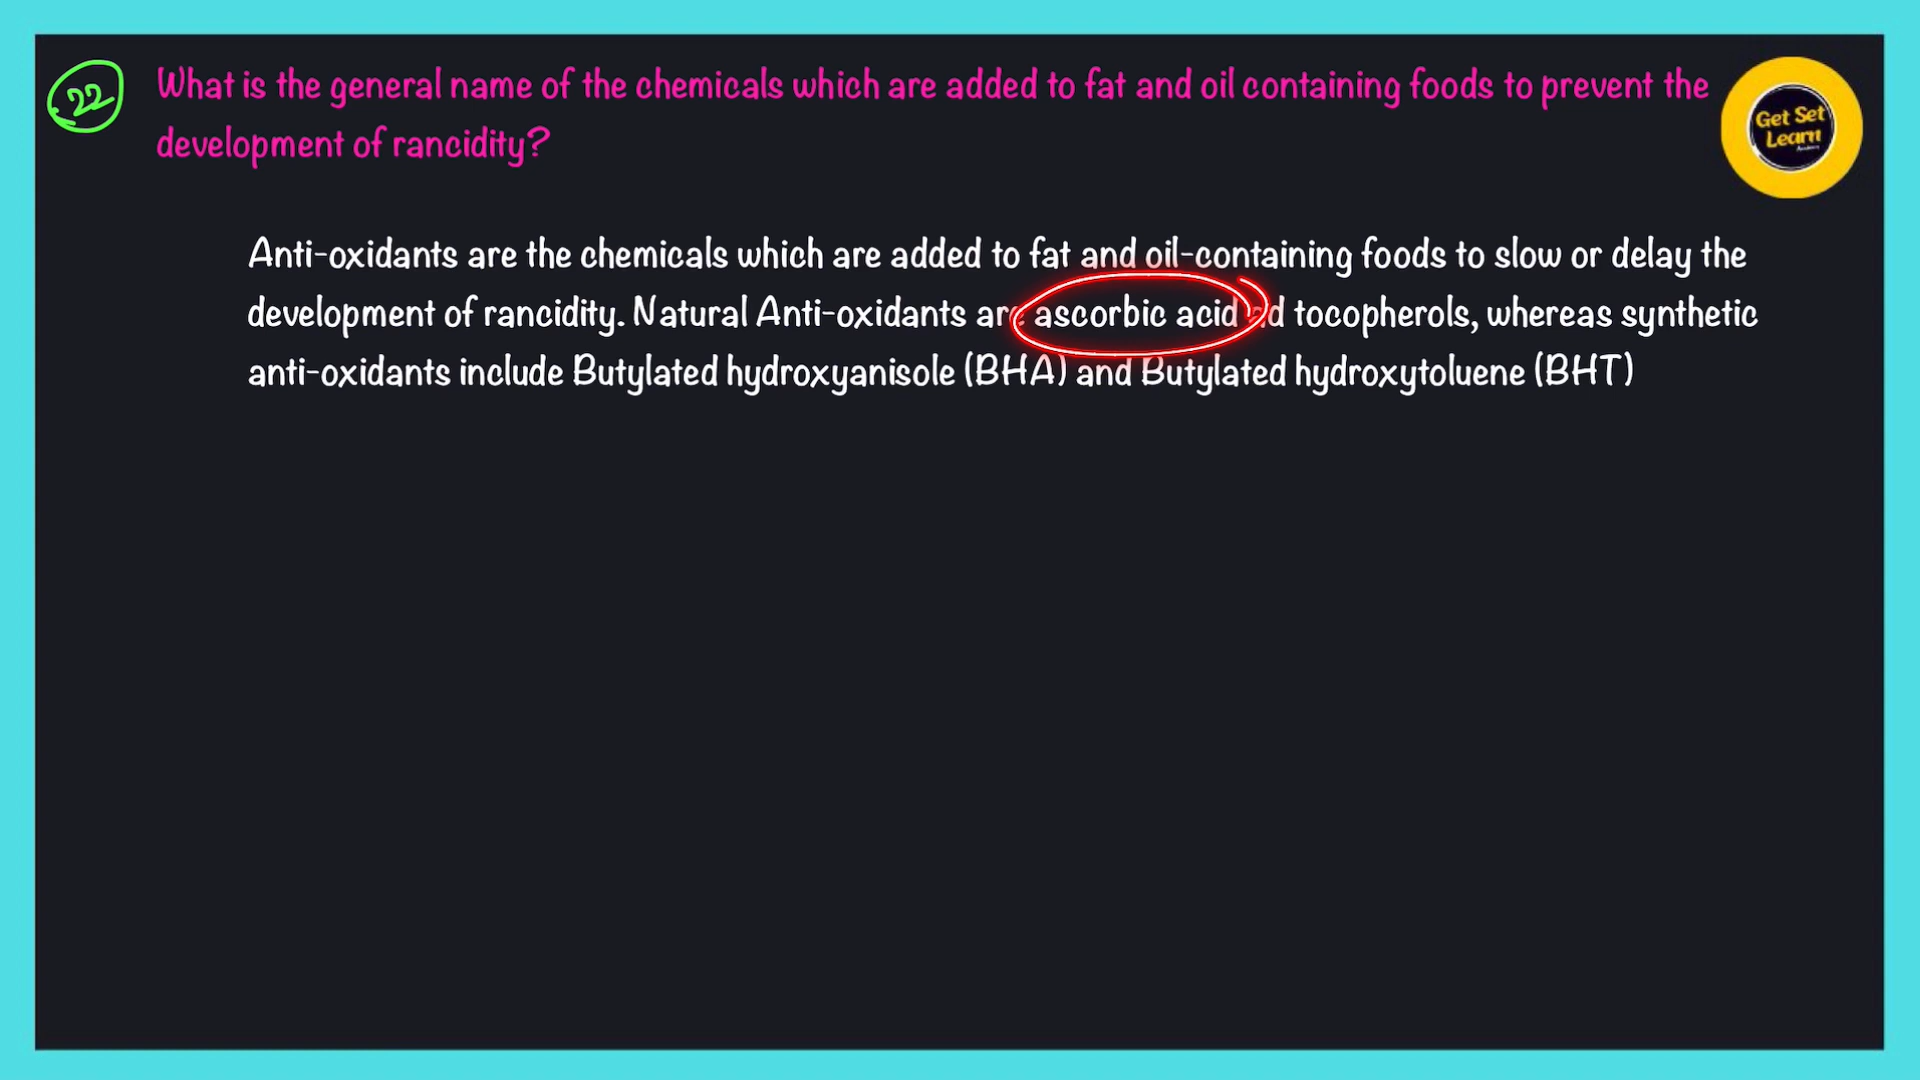 22 What is the general name of the chemicals which are added to fat and oil containing foods to prevent the
development of rancidity?
Get Set
Learn
Academy
Anti-oxidants are the chemicals which are added to fat and oil-containing foods to slow or delay the
development of rancidity. Natural Anti-oxidants are ascorbic acid ad tocopherols, whereas synthetic
anti-oxidants include Butylated hydroxyanisole (BHA) and Butylated hydroxytoluene (BHT)